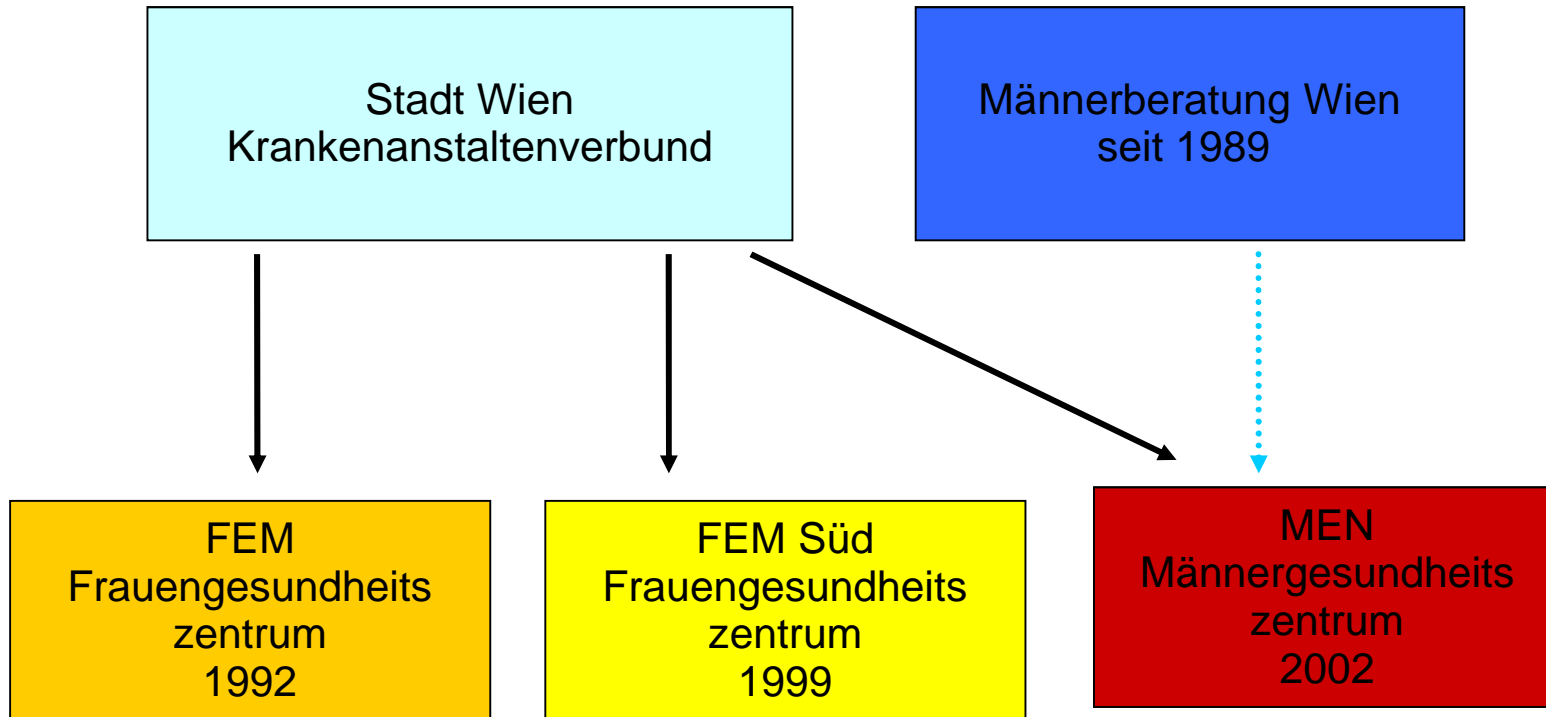 Stadt Wien
Krankenanstaltenverbund
Männerberatung Wien
seit 1989
FEM
Frauengesundheits
zentrum
1992
FEM Süd
Frauengesundheits
zentrum
1999
MEN
Männergesundheits
zentrum
2002